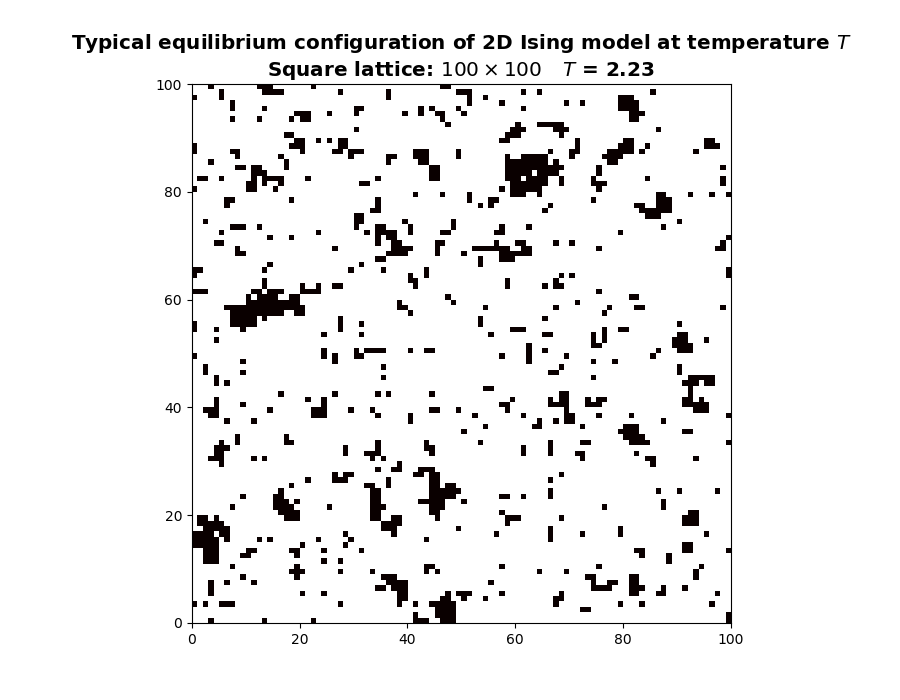 Typical equilibrium configuration of 2D Ising model at temperature T
Square lattice: 100 × 100 T = 2.23
100
80
60
40
20
0
0 20 40 60 80 100